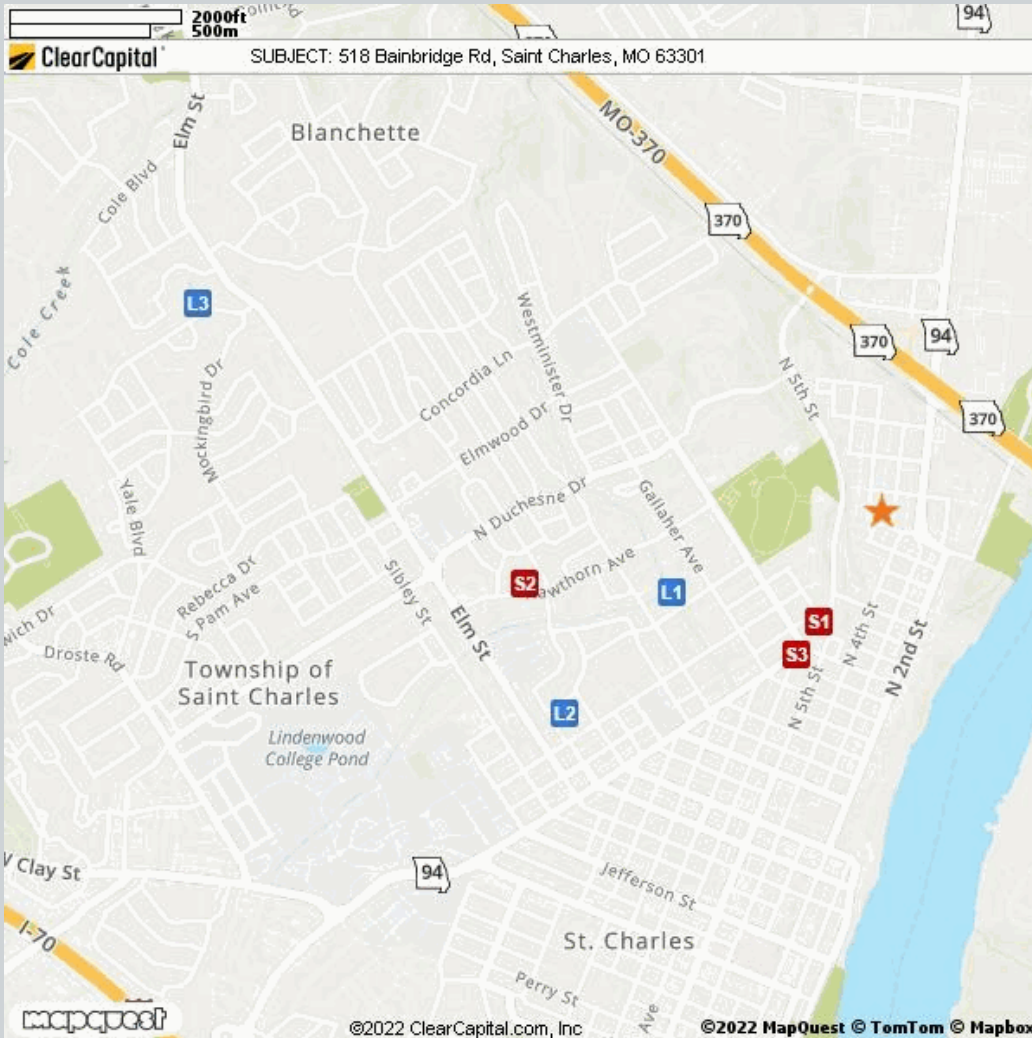 2000ft
500m
94
ClearCapital
SUBJECT: 518 Bainbridge Rd, Saint Charles, MO 63301
Elm St
Blanchette
MO-370
Cole Blvd
370
Cole Creek
L3
Westminister Dr
94
370
Concordia Ln
N 5th St
Mockingbird Dr
370
Elmwood Dr
Yale Blvd
N Duchesne Dr
Gallaher Ave
Rebecca Dr
S Pam Ave
Sibley St
S2
Hawthorn Ave
L1
S1
wich Dr
Droste Rd
Elm St
N 4th St
S3
N 2nd St
Township of
Saint Charles
N 5th St
L2
Lindenwood
College Pond
W Clay St
94
Jefferson St
I-70
St. Charles
Perry St
Ave
mapquest
©2022 ClearCapital.com, Inc
©2022 MapQuest © TomTom © Mapbox